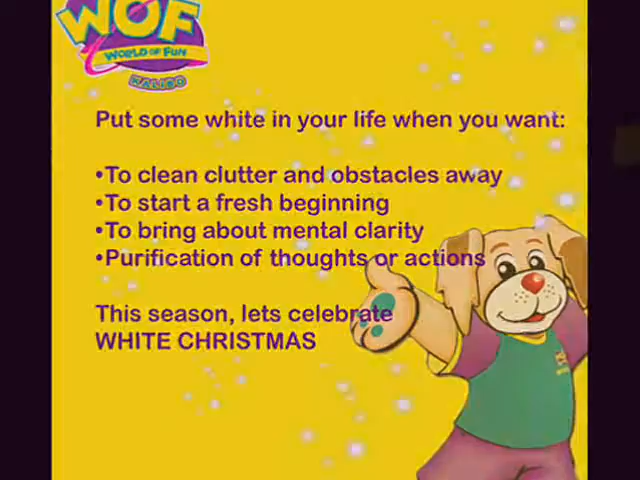 WOF
WORLD OF FUN
KALIBO
Put some white in your life when you want:
•To clean clutter and obstacles away
•To start a fresh beginning
•To bring about mental clarity
•Purification of thoughts or actions
This season, lets celebrate
WHITE CHRISTMAS